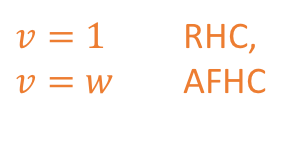 𝑣 = 1 RHC,
𝑣 = 𝑤 AFHC